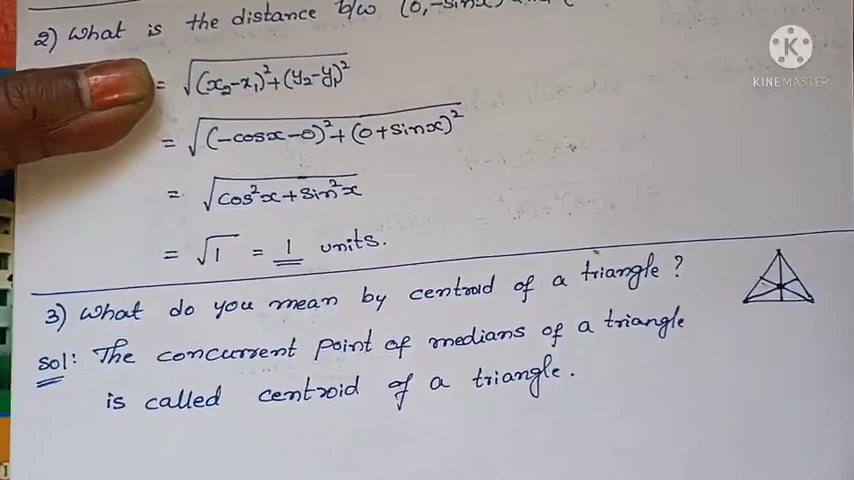 2) What is the distance b/w (0, -sinx)
= √(x₂-x₁)²+(y₂-y₁)²
= √(-cosx-0)²+(0+sinx)²
= √cos²x+sin²x
= √1 = 1 units.
3) What do you mean by centroid of a triangle ?
Sol: The concurrent point of medians of a triangle
is called centroid of a triangle.
K
KINEMASTER